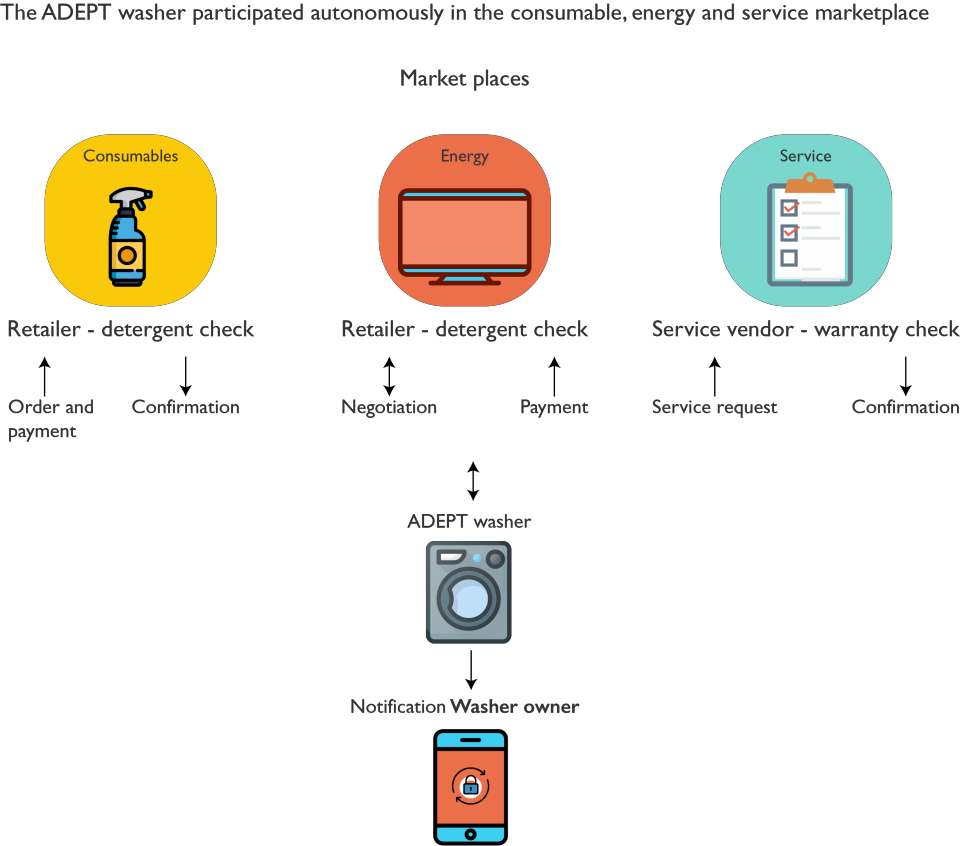 The ADEPT washer participated autonomously in the consumable, energy and service marketplace
Market places
Consumables
Energy
Service
Retailer - detergent check
Retailer - detergent check
Service vendor - warranty check
Order and
payment
Confirmation
Negotiation
Payment
Service request
Confirmation
ADEPT washer
Notification Washer owner